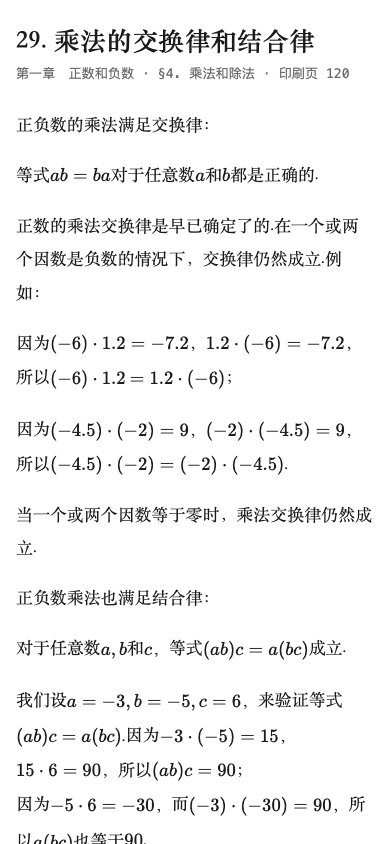 29. 乘法的交换律和结合律
第一章 正数和负数 · §4. 乘法和除法 · 印刷页 120
正负数的乘法满足交换律：
等式ab = ba对于任意数a和b都是正确的.
正数的乘法交换律是早已确定了的.在一个或两
个因数是负数的情况下，交换律仍然成立.例
如：
因为(−6) · 1.2 = −7.2，1.2 · (−6) = −7.2，
所以(−6) · 1.2 = 1.2 · (−6)；
因为(−4.5) · (−2) = 9，(−2) · (−4.5) = 9，
所以(−4.5) · (−2) = (−2) · (−4.5).
当一个或两个因数等于零时，乘法交换律仍然成
立.
正负数乘法也满足结合律：
对于任意数a, b和c，等式(ab)c = a(bc)成立.
我们设a = −3, b = −5, c = 6，来验证等式
(ab)c = a(bc).因为−3 · (−5) = 15，
15 · 6 = 90，所以(ab)c = 90；
因为−5 · 6 = −30，而(−3) · (−30) = 90，所
以a(bc)也等于90.